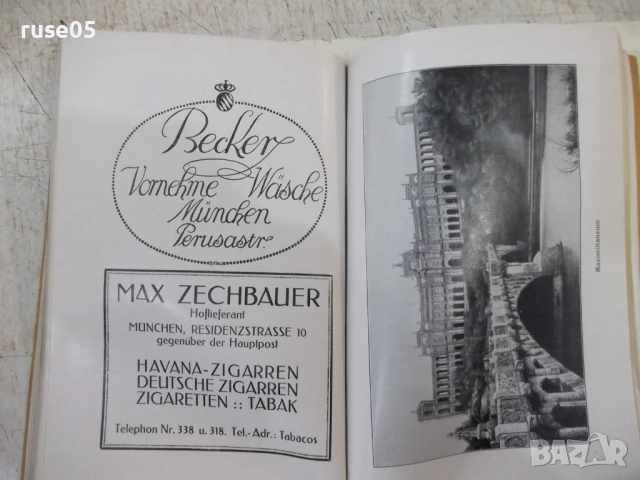 ruse05
Becker
Vornehme Wäsche
München
Perusastr.
MAX ZECHBAUER
Hoflieferant
MÜNCHEN, RESIDENZSTRASSE 10
gegenüber der Hauptpost
HAVANA-ZIGARREN
DEUTSCHE ZIGARREN
ZIGARETTEN :: TABAK
Telephon Nr. 338 u. 318. Tel.-Adr.: Tabacos
Maximilianeum
bazar